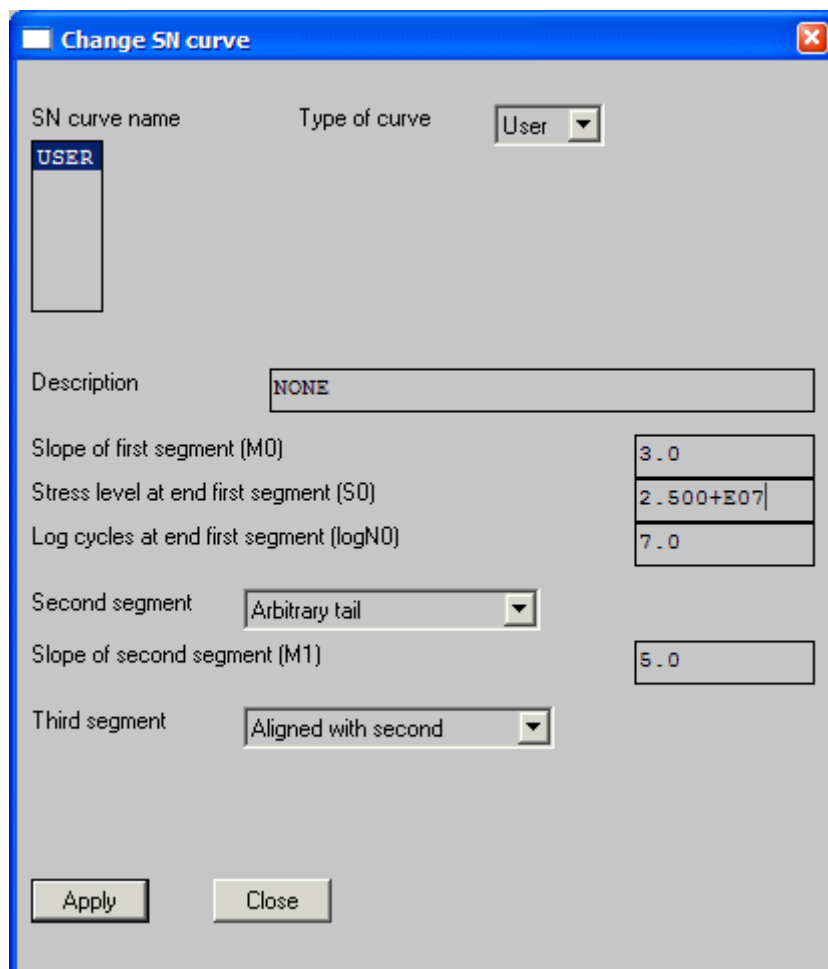 Change SN curve
SN curve name
Type of curve
User
USER
Description
NONE
Slope of first segment (M0)
3.0
Stress level at end first segment (S0)
2.500+E07
Log cycles at end first segment (logN0)
7.0
Second segment
Arbitrary tail
Slope of second segment (M1)
5.0
Third segment
Aligned with second
Apply
Close